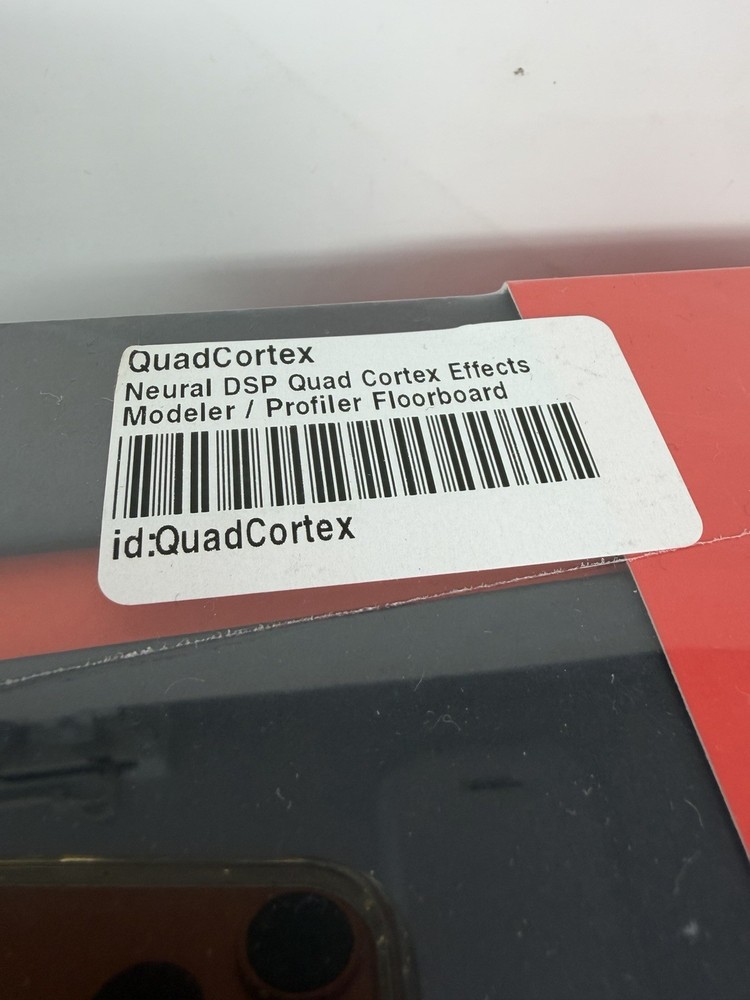 QuadCortex
Neural DSP Quad Cortex Effects
Modeler / Profiler Floorboard
id:QuadCortex